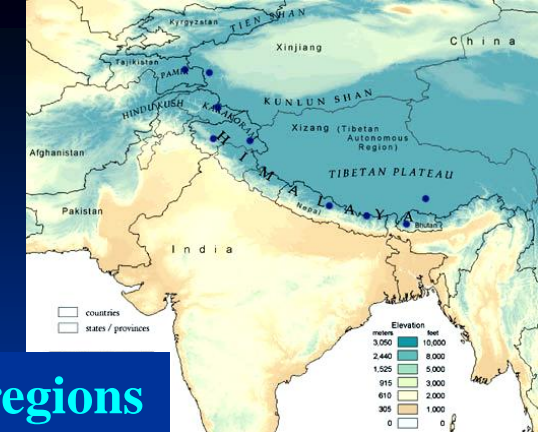 Kyrgyzstan
TIEN SHAN
Xinjiang
China
Tajikistan
PAMIR
HINDU KUSH
KARAKORAM
KUNLUN SHAN
Xizang (Tibetan
Autonomous
Region)
Afghanistan
HIMALAYA
TIBETAN PLATEAU
Pakistan
Nepal
Bhutan
India
countries
states / provinces
Elevation
meters feet
3,050 10,000
2,440 8,000
1,525 5,000
915 3,000
610 2,000
305 1,000
0 0
regions